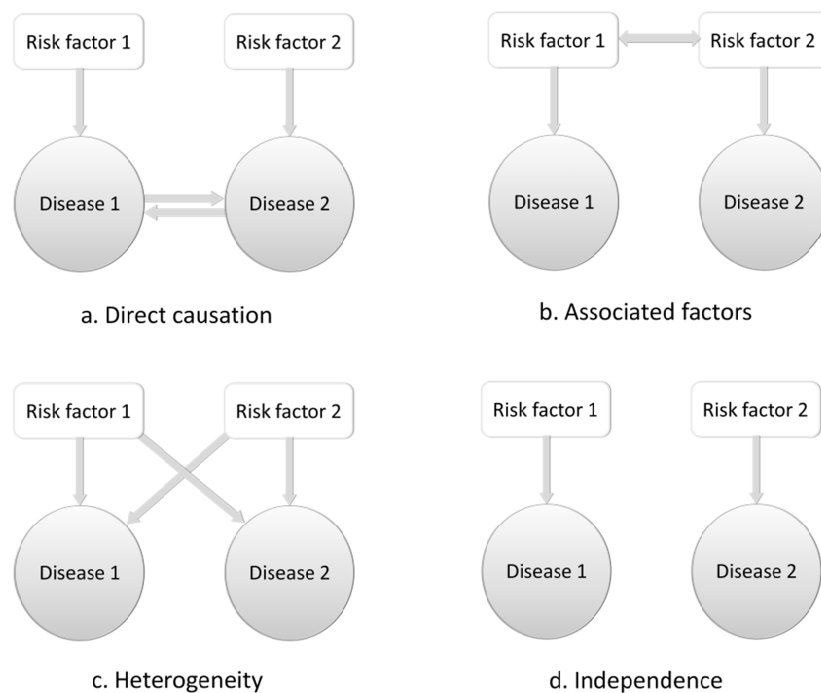 Risk factor 1
Risk factor 2
Disease 1
Disease 2
a. Direct causation
Risk factor 1
Risk factor 2
Disease 1
Disease 2
b. Associated factors
Risk factor 1
Risk factor 2
Disease 1
Disease 2
c. Heterogeneity
Risk factor 1
Risk factor 2
Disease 1
Disease 2
d. Independence